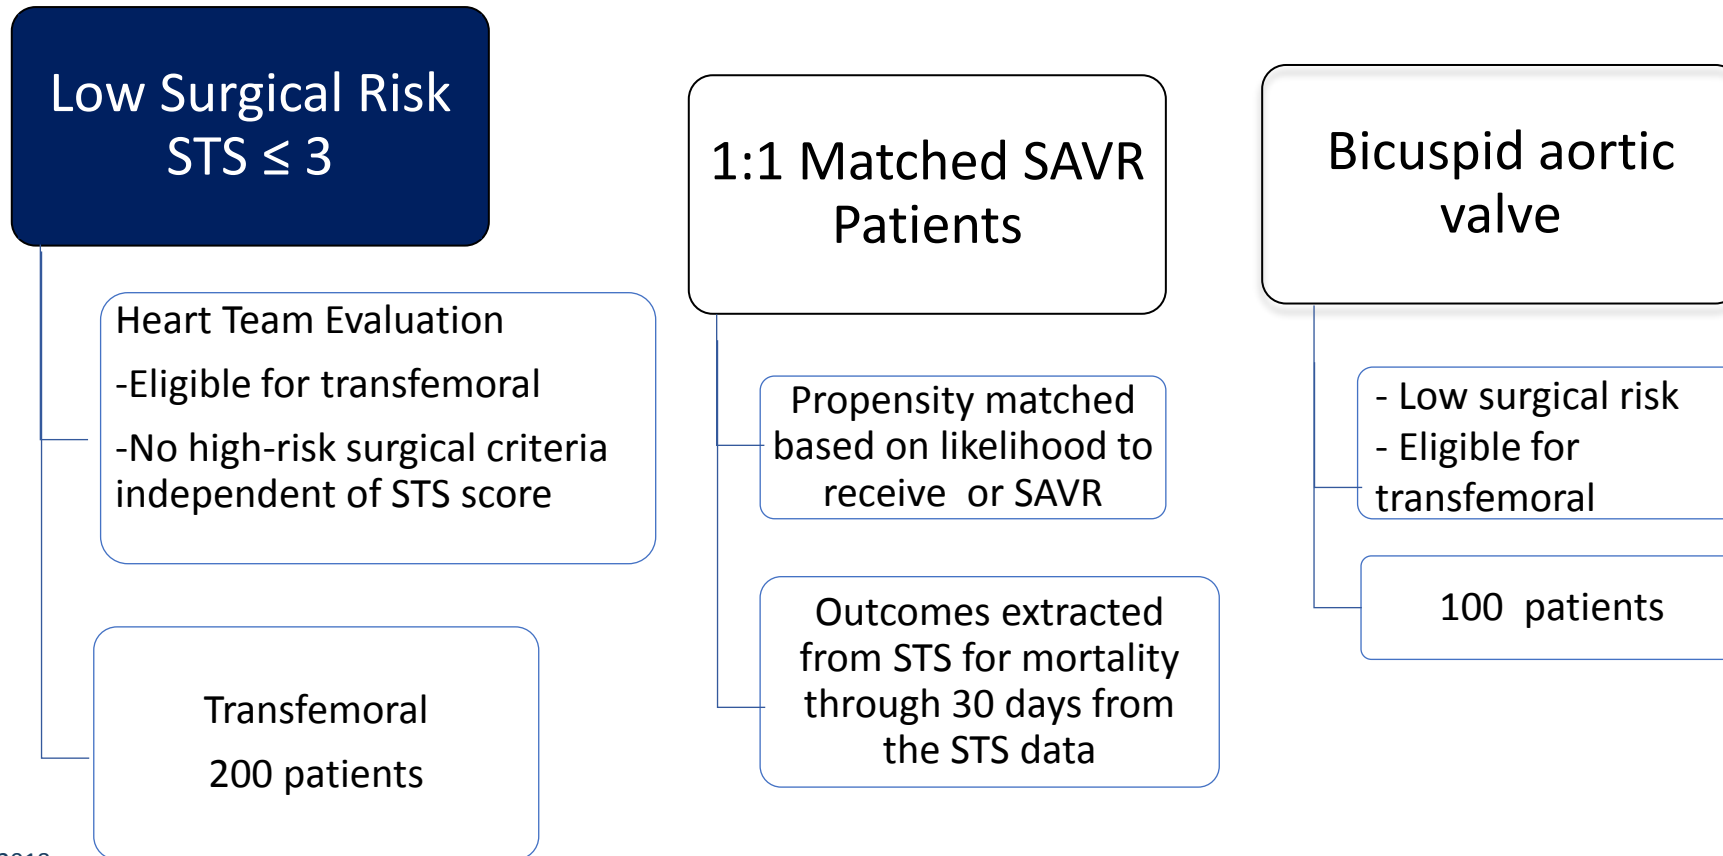 Low Surgical Risk
STS ≤ 3
Heart Team Evaluation
-Eligible for transfemoral
-No high-risk surgical criteria
independent of STS score
Transfemoral
200 patients
1:1 Matched SAVR
Patients
Propensity matched
based on likelihood to
receive  or SAVR
Outcomes extracted
from STS for mortality
through 30 days from
the STS data
Bicuspid aortic
valve
- Low surgical risk
- Eligible for
transfemoral
100  patients